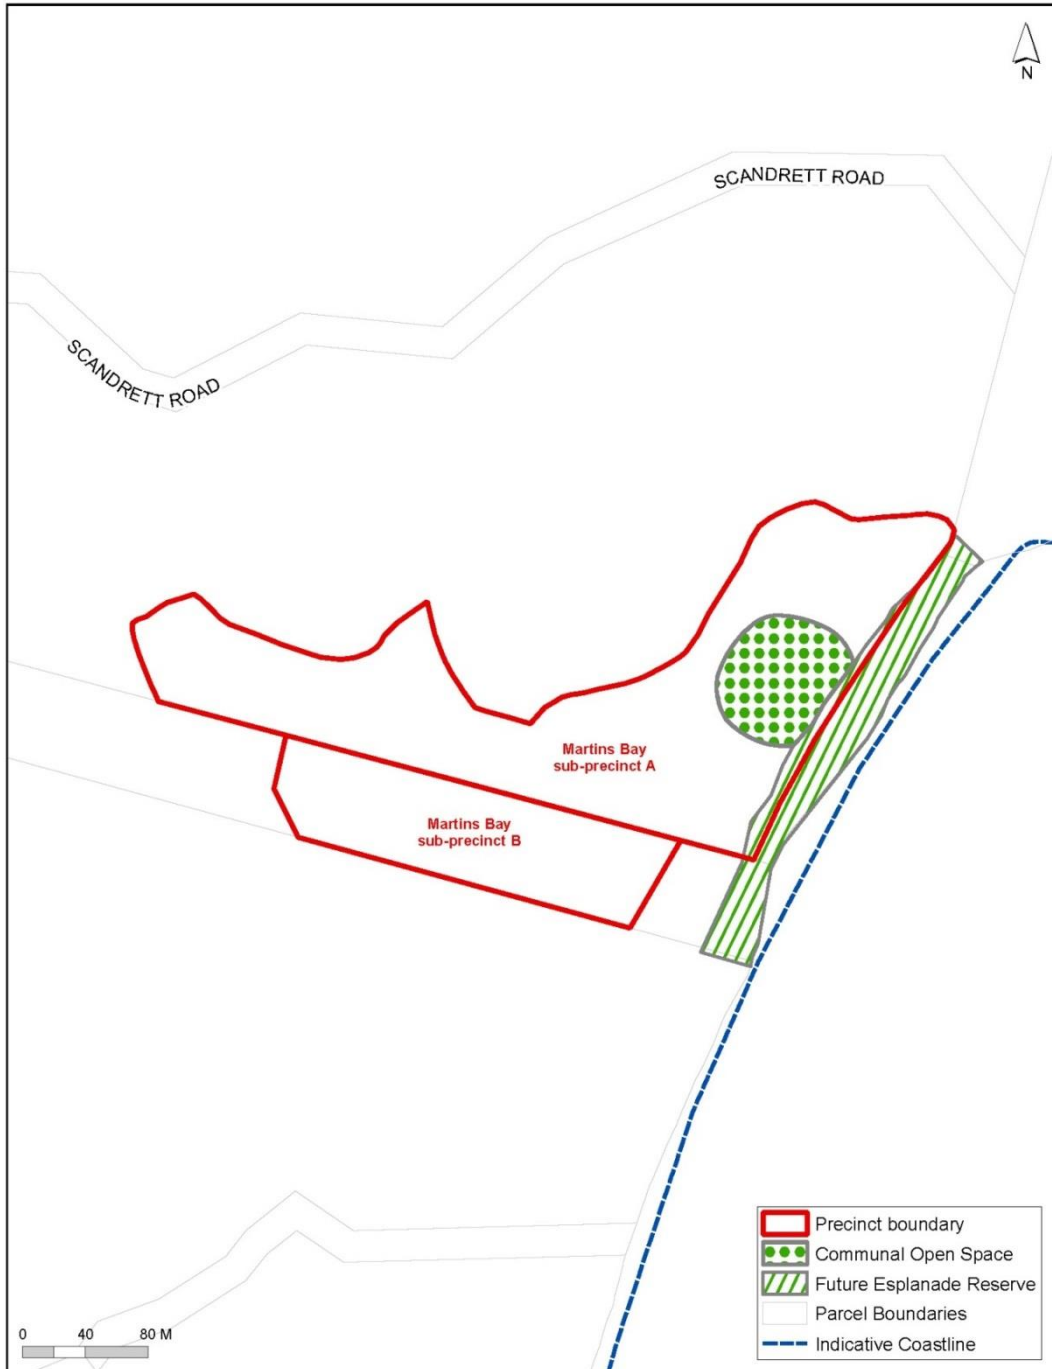 N
SCANDRETT ROAD
SCANDRETT ROAD
Martins Bay
sub-precinct A
Martins Bay
sub-precinct B
Precinct boundary
Communal Open Space
Future Esplanade Reserve
Parcel Boundaries
Indicative Coastline
0 40 80 M